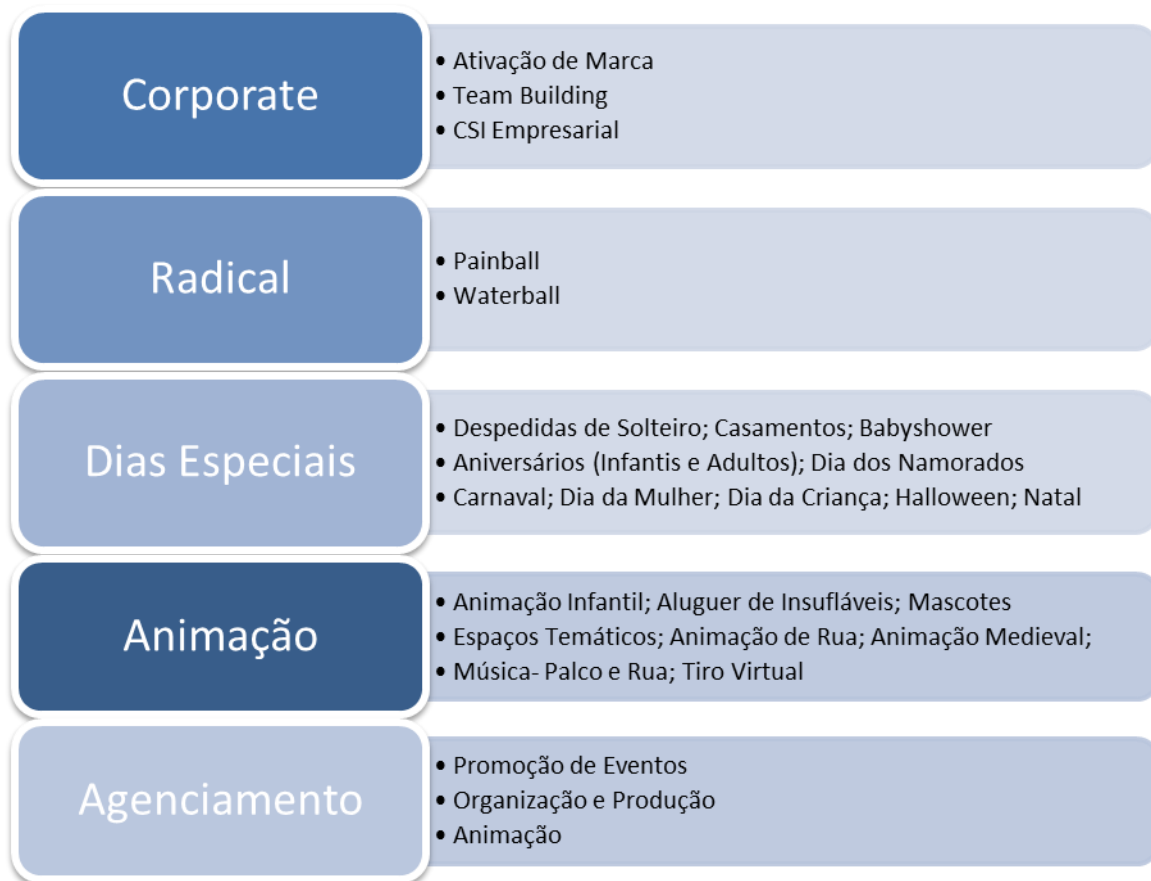 Corporate
• Ativação de Marca
• Team Building
• CSI Empresarial
Radical
• Painball
• Waterball
Dias Especiais
• Despedidas de Solteiro; Casamentos; Babyshower
• Aniversários (Infantis e Adultos); Dia dos Namorados
• Carnaval; Dia da Mulher; Dia da Criança; Halloween; Natal
Animação
• Animação Infantil; Aluguer de Insufláveis; Mascotes
• Espaços Temáticos; Animação de Rua; Animação Medieval;
• Música- Palco e Rua; Tiro Virtual
Agenciamento
• Promoção de Eventos
• Organização e Produção
• Animação